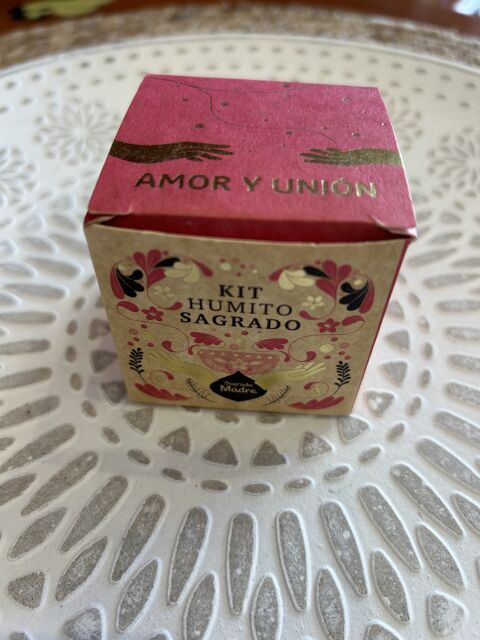 AMOR Y UNIÓN
KIT
HUMITO
SAGRADO
Sagrada
Madre